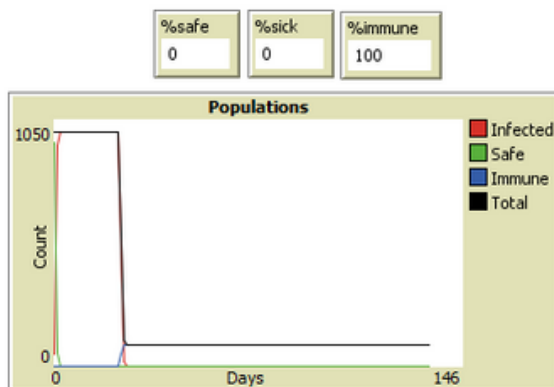 %safe %sick %immune
0 0 100
Populations
1050
Infected
Safe
Immune
Total
Count
0
0 Days 146